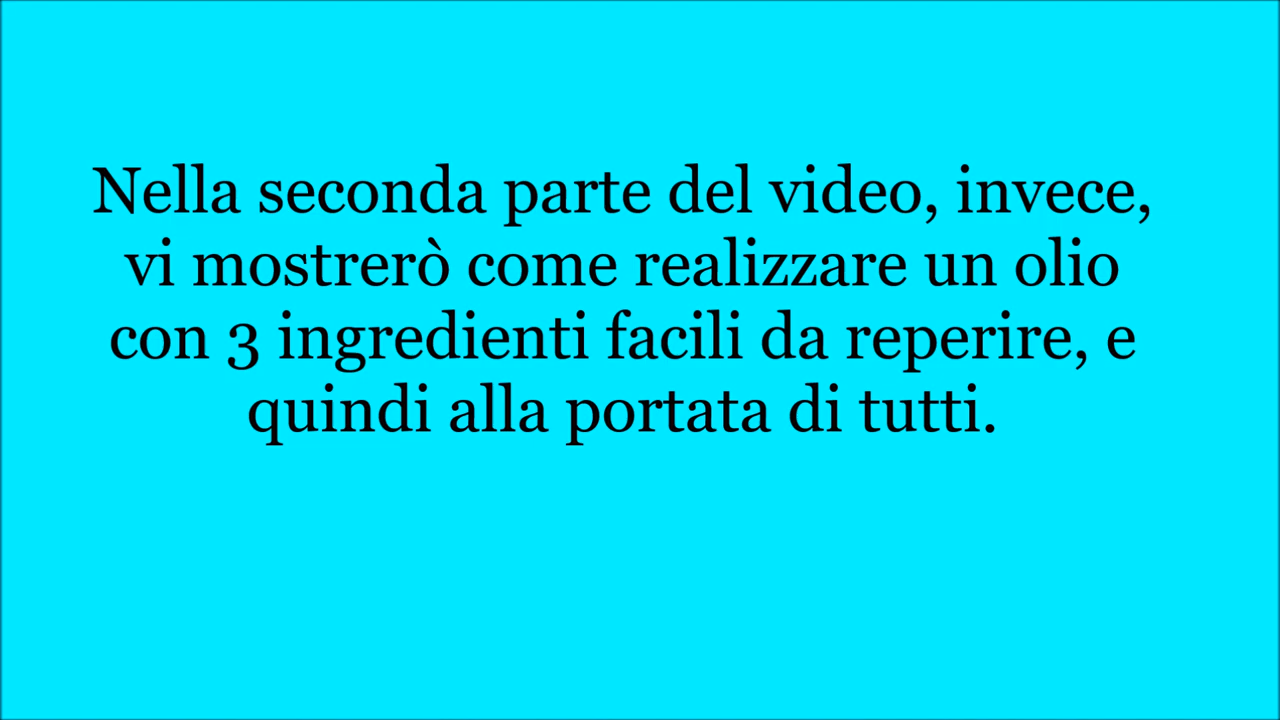 Nella seconda parte del video, invece,
vi mostrerò come realizzare un olio
con 3 ingredienti facili da reperire, e
quindi alla portata di tutti.